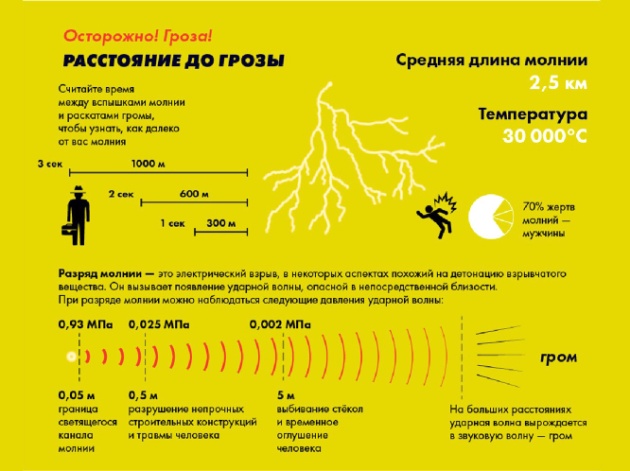 Осторожно! Гроза!
РАССТОЯНИЕ ДО ГРОЗЫ
Считайте время
между вспышками молнии
и раскатами громы,
чтобы узнать, как далеко
от вас молния
3 сек
1000 м
2 сек
600 м
1 сек
300 м
Средняя длина молнии
2,5 км
Температура
30 000°С
70% жертв
молний —
мужчины
Разряд молнии — это электрический взрыв, в некоторых аспектах похожий на детонацию взрывчатого
вещества. Он вызывает появление ударной волны, опасной в непосредственной близости.
При разряде молнии можно наблюдаться следующие давления ударной волны:
0,93 МПа
0,025 МПа
0,002 МПа
гром
0,05 м
граница
светящегося
канала
молнии
0,5 м
разрушение непрочных
строительных конструкций
и травмы человека
5 м
выбивание стёкол
и временное
оглушение
человека
На больших расстояниях
ударная волна вырождается
в звуковую волну — гром